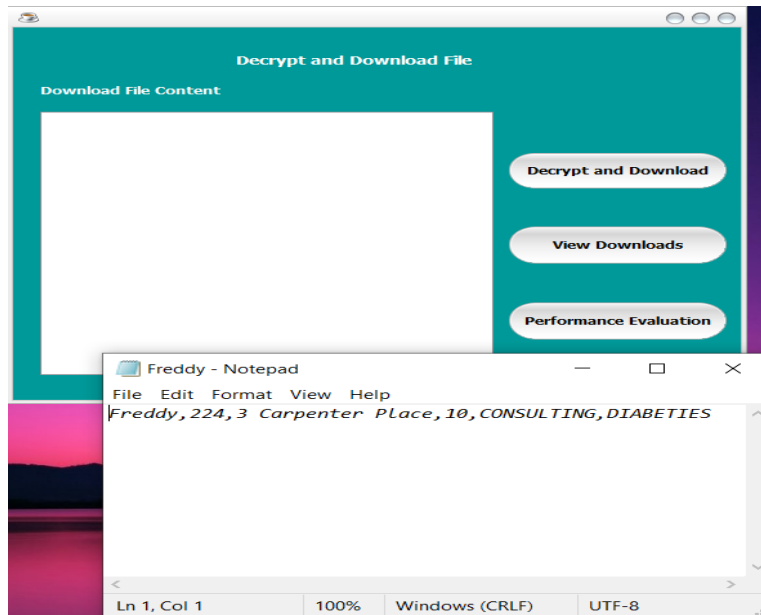 Decrypt and Download File
Download File Content
Decrypt and Download
View Downloads
Performance Evaluation
Freddy - Notepad
File Edit Format View Help
Freddy,224,3 Carpenter Place,10,CONSULTING,DIABETIES
Ln 1, Col 1 100% Windows (CRLF) UTF-8